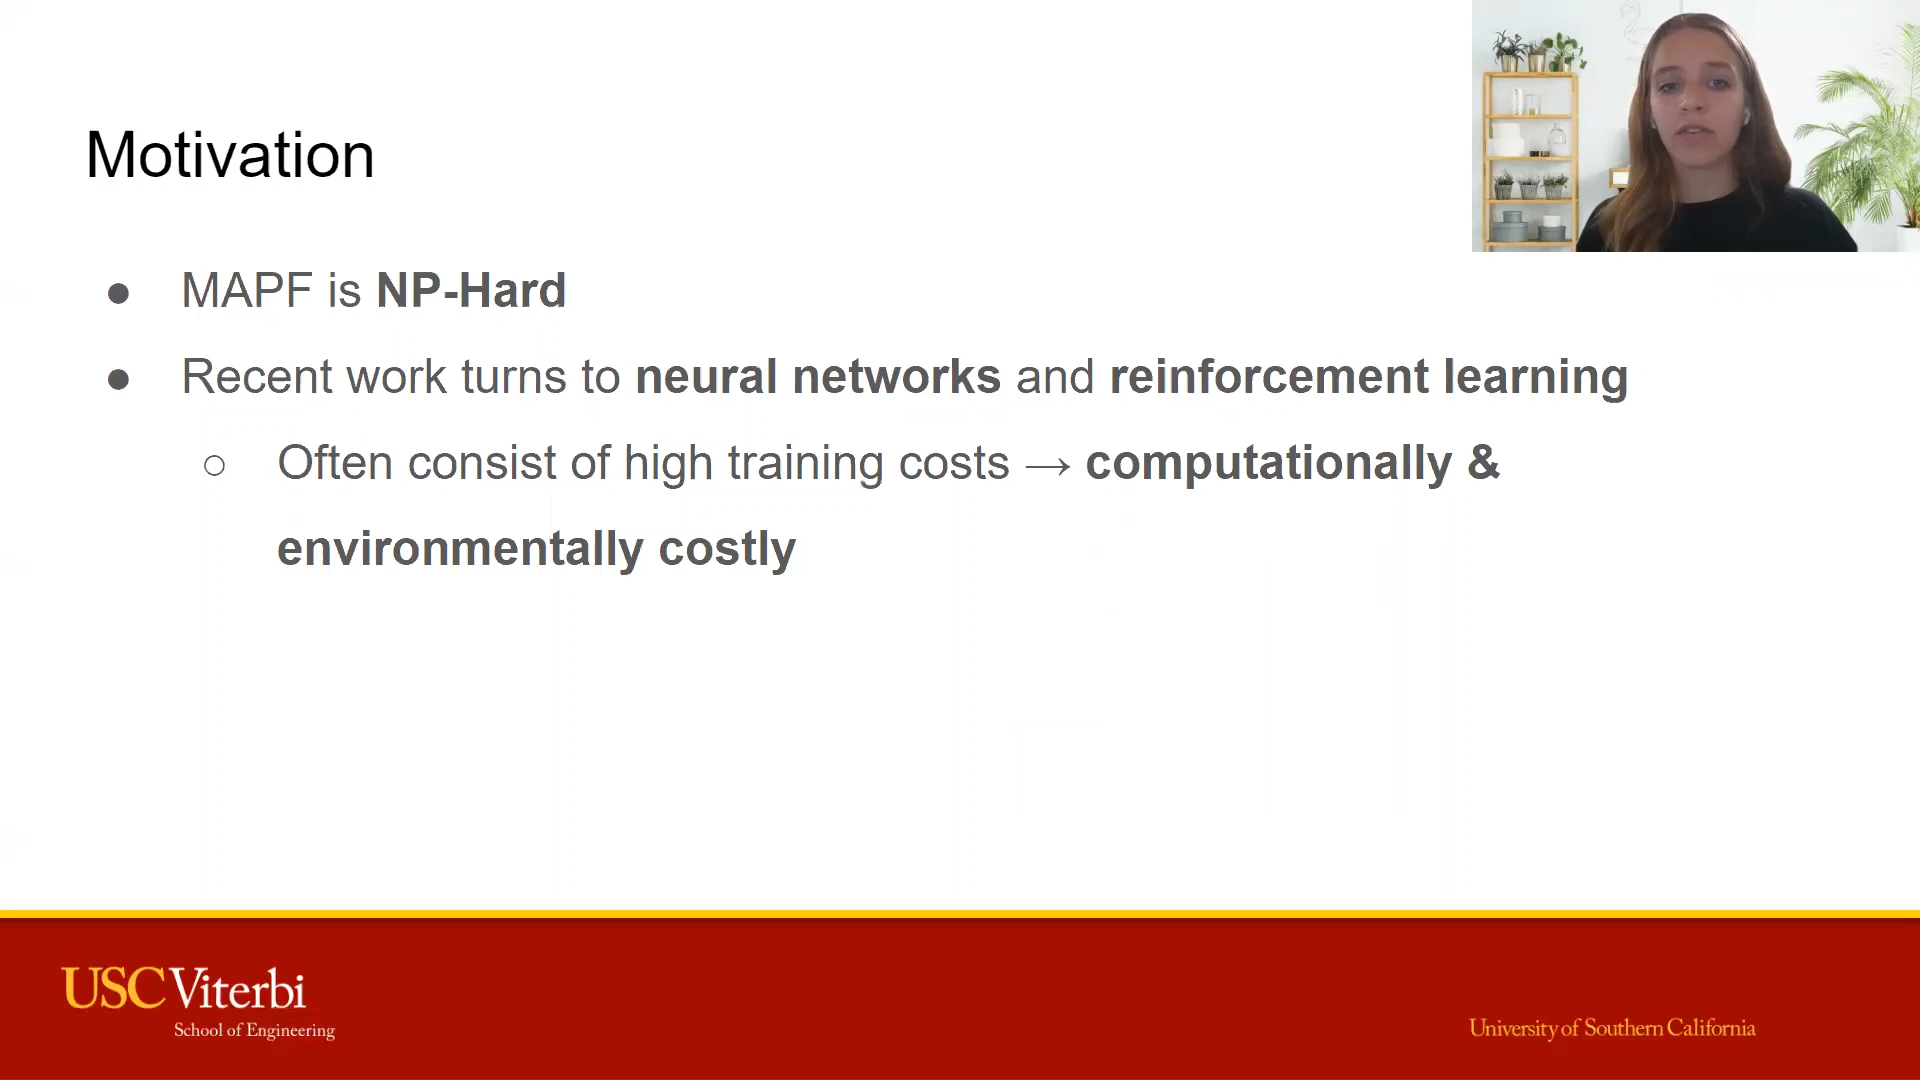 Motivation
● MAPF is NP-Hard
● Recent work turns to neural networks and reinforcement learning
○ Often consist of high training costs → computationally &
environmentally costly
USC Viterbi
School of Engineering
University of Southern California